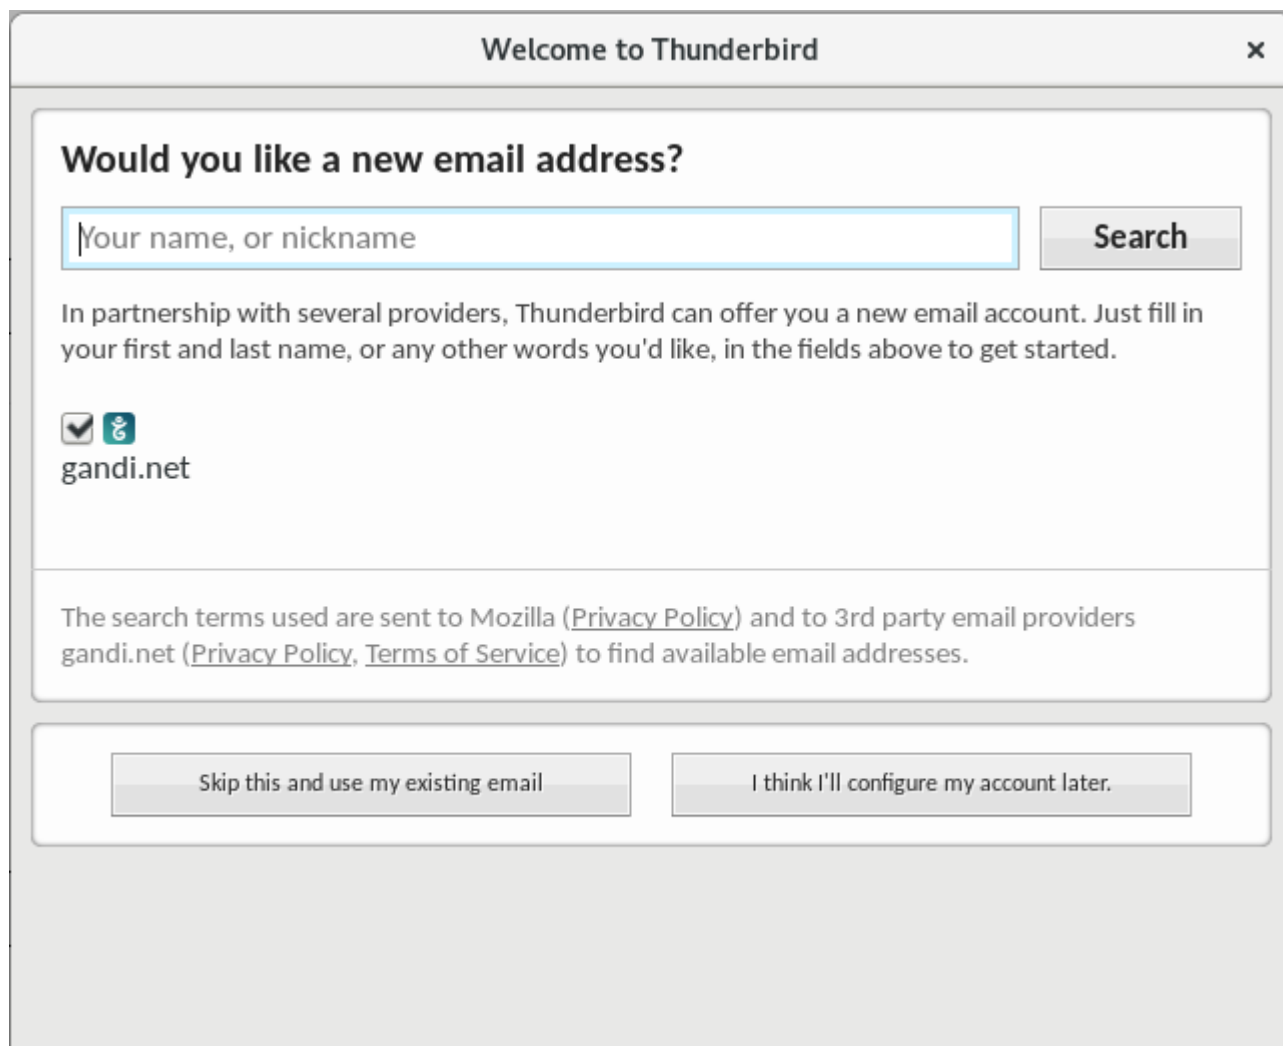 Welcome to Thunderbird
Would you like a new email address?
Your name, or nickname
Search
In partnership with several providers, Thunderbird can offer you a new email account. Just fill in
your first and last name, or any other words you'd like, in the fields above to get started.
gandi.net
The search terms used are sent to Mozilla (Privacy Policy) and to 3rd party email providers
gandi.net (Privacy Policy, Terms of Service) to find available email addresses.
Skip this and use my existing email
I think I'll configure my account later.